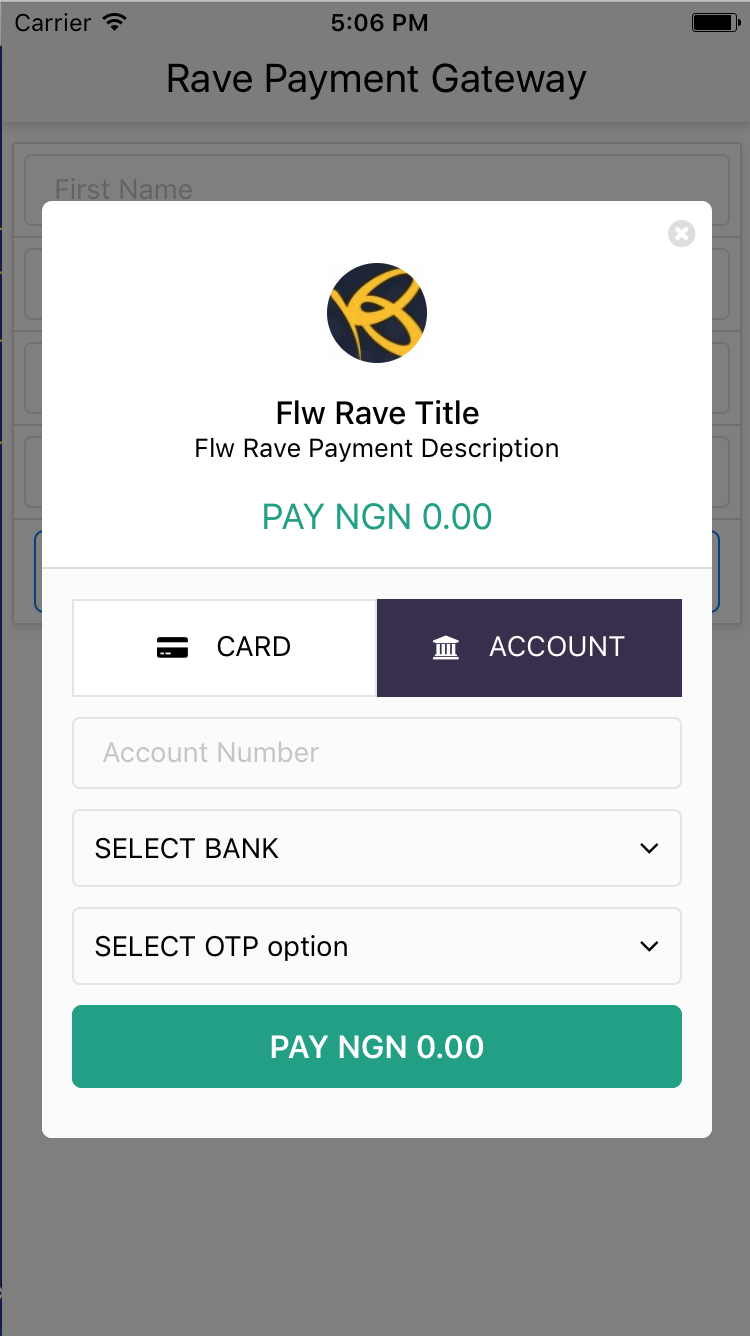 Carrier 5:06 PM
Rave Payment Gateway
First Name
Flw Rave Title
Flw Rave Payment Description
PAY NGN 0.00
CARD ACCOUNT
Account Number
SELECT BANK
SELECT OTP option
PAY NGN 0.00